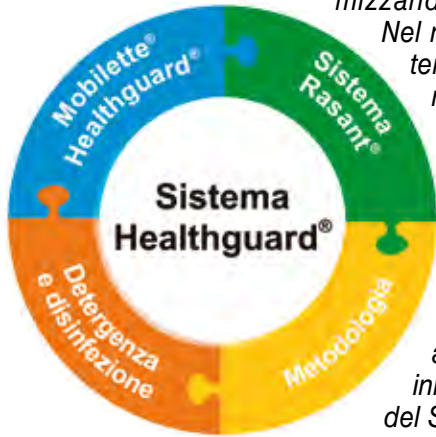 Nel
Mobilette®
Healthguard®
Sistema
Rasant®
Sistema
Healthguard®
Detergenza
e disinfezione
Metodologia
del S